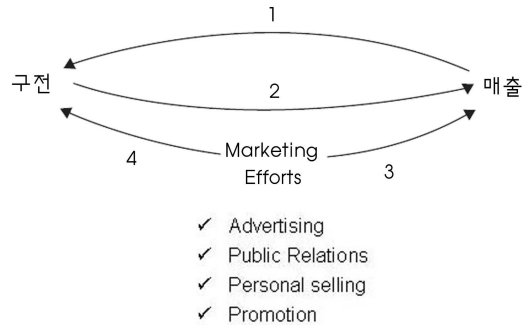 1
구전
2
매출
4
Marketing
Efforts
3
✓ Advertising
✓ Public Relations
✓ Personal selling
✓ Promotion